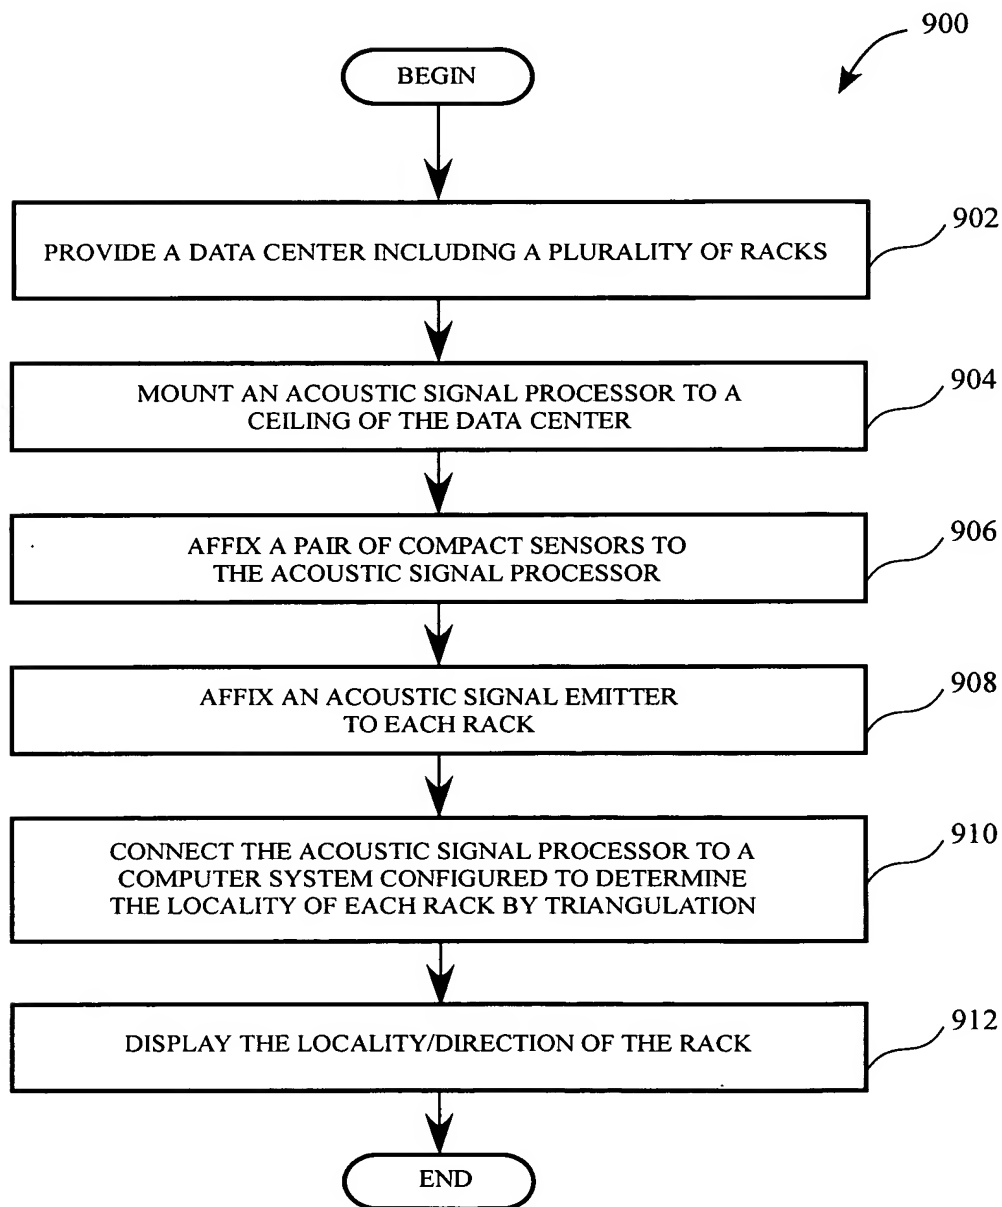 900
BEGIN
PROVIDE A DATA CENTER INCLUDING A PLURALITY OF RACKS
902
MOUNT AN ACOUSTIC SIGNAL PROCESSOR TO A
CEILING OF THE DATA CENTER
904
AFFIX A PAIR OF COMPACT SENSORS TO
THE ACOUSTIC SIGNAL PROCESSOR
906
AFFIX AN ACOUSTIC SIGNAL EMITTER
TO EACH RACK
908
CONNECT THE ACOUSTIC SIGNAL PROCESSOR TO A
COMPUTER SYSTEM CONFIGURED TO DETERMINE
THE LOCALITY OF EACH RACK BY TRIANGULATION
910
DISPLAY THE LOCALITY/DIRECTION OF THE RACK
912
END